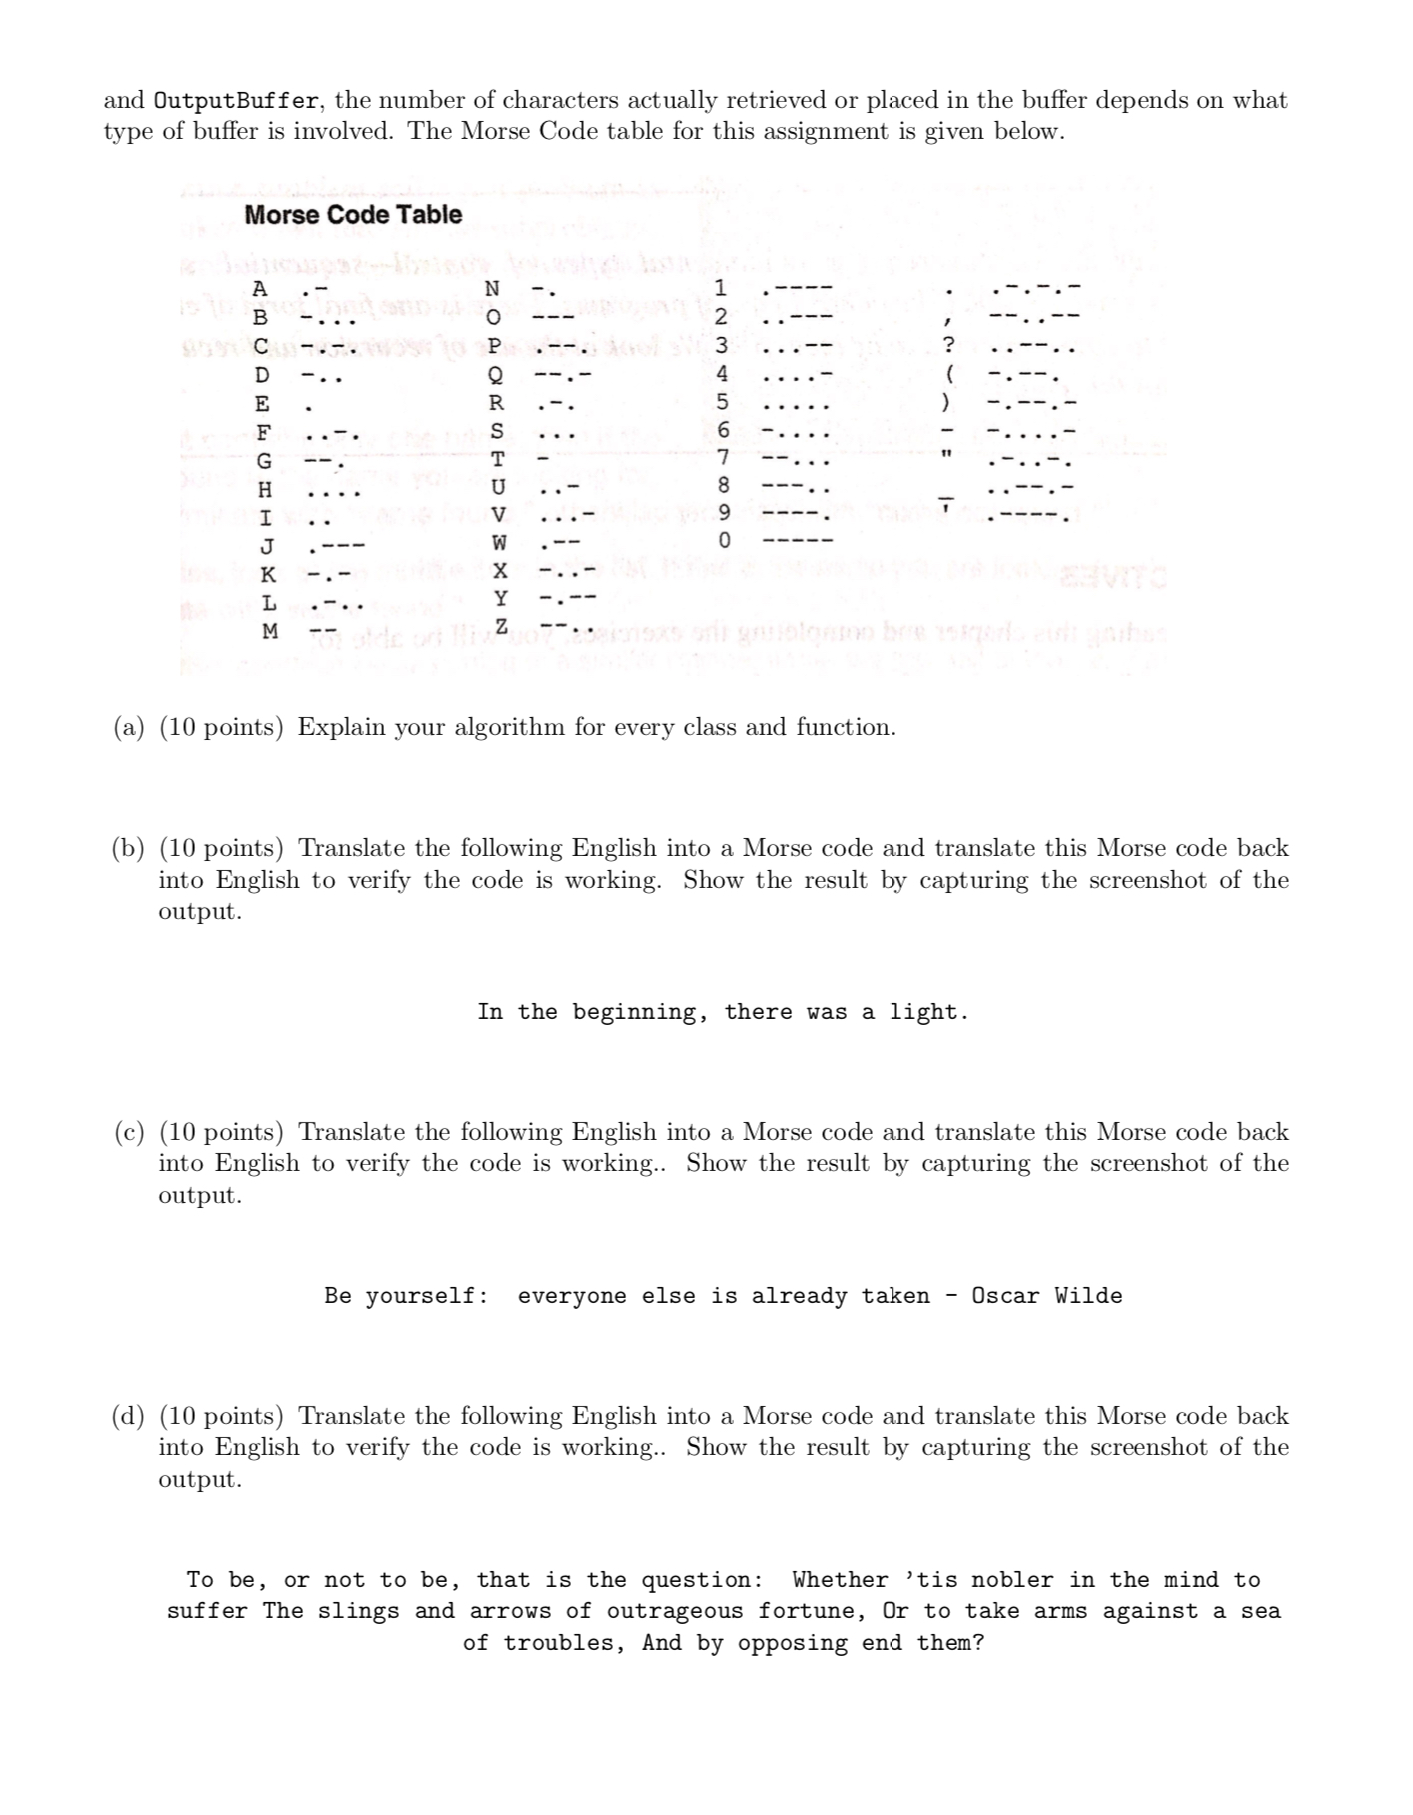 and OutputBuffer, the number of characters actually retrieved or placed in the buffer depends on what
type of buffer is involved. The Morse Code table for this assignment is given below.
Morse Code Table
A .- N -. 1 .---- . .-.-.-
B -... O --- 2 ..--- , --..--
C -.-. P .--. 3 ...-- ? ..--..
D -.. Q --.- 4 ....- ( -.--.
E . R .-. 5 ..... ) -.--.-
F ..-. S ... 6 -.... - -....-
G --. T - 7 --... " .-..-.
H .... U ..- 8 ---.. _ ..--.-
I .. V ...- 9 ----. ' .----.
J .--- W .-- 0 -----
K -.- X -..-
L .-.. Y -.--
M -- Z --..
(a) (10 points) Explain your algorithm for every class and function.
(b) (10 points) Translate the following English into a Morse code and translate this Morse code back
into English to verify the code is working. Show the result by capturing the screenshot of the
output.
In the beginning, there was a light.
(c) (10 points) Translate the following English into a Morse code and translate this Morse code back
into English to verify the code is working.. Show the result by capturing the screenshot of the
output.
Be yourself: everyone else is already taken - Oscar Wilde
(d) (10 points) Translate the following English into a Morse code and translate this Morse code back
into English to verify the code is working.. Show the result by capturing the screenshot of the
output.
To be, or not to be, that is the question: Whether 'tis nobler in the mind to
suffer The slings and arrows of outrageous fortune, Or to take arms against a sea
of troubles, And by opposing end them?